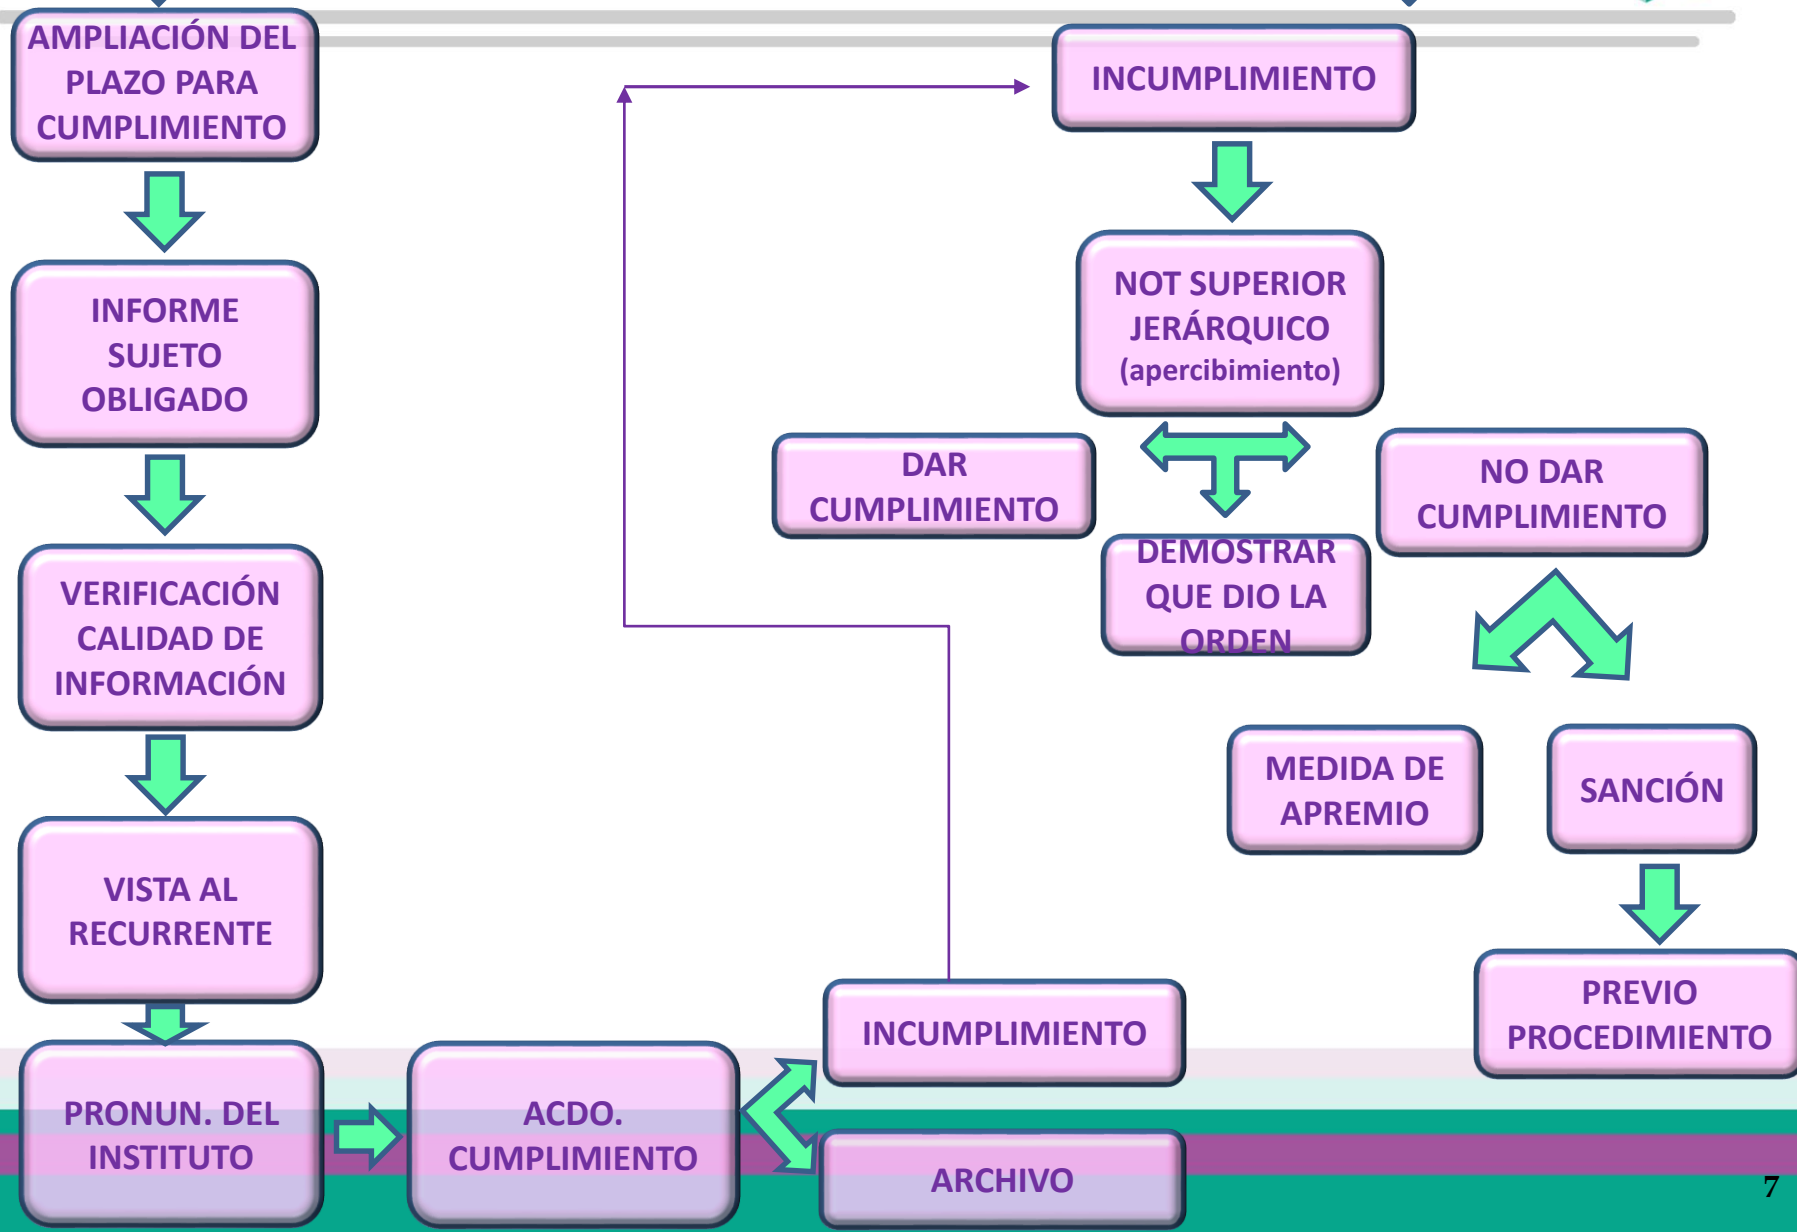 AMPLIACIÓN DEL
PLAZO PARA
CUMPLIMIENTO
INFORME
SUJETO
OBLIGADO
VERIFICACIÓN
CALIDAD DE
INFORMACIÓN
VISTA AL
RECURRENTE
PRONUN. DEL
INSTITUTO
ACDO.
CUMPLIMIENTO
INCUMPLIMIENTO
ARCHIVO
INCUMPLIMIENTO
NOT SUPERIOR
JERÁRQUICO
(apercibimiento)
DAR
CUMPLIMIENTO
DEMOSTRAR
QUE DIO LA
ORDEN
NO DAR
CUMPLIMIENTO
MEDIDA DE
APREMIO
SANCIÓN
PREVIO
PROCEDIMIENTO
7